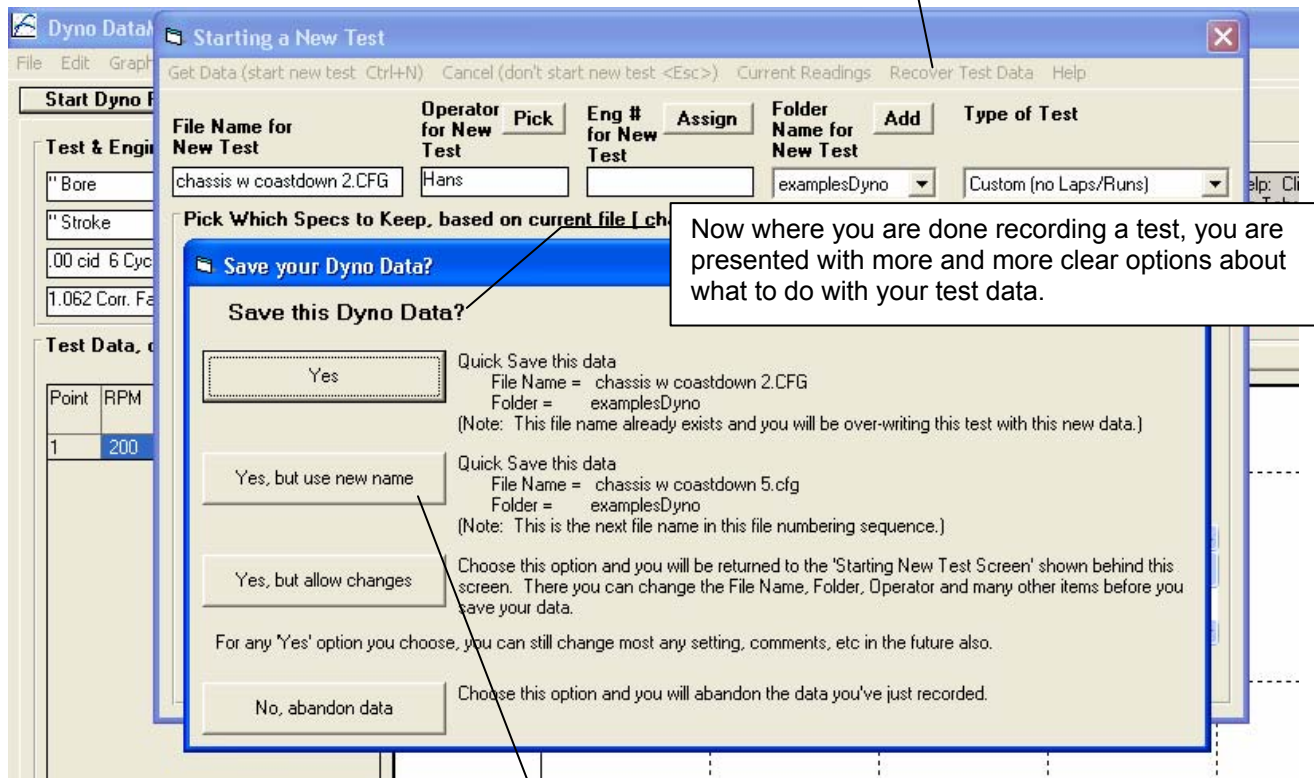 Dyno Data
Starting a New Test
File Edit Graph
Get Data (start new test Ctrl+N) Cancel (don't start new test <Esc>) Current Readings Recover Test Data Help
Start Dyno
File Name for
New Test
Operator
for New
Test
Pick
Eng #
for New
Test
Assign
Folder
Name for
New Test
Add
Type of Test
chassis w coastdown 2.CFG
Hans
examplesDyno
Custom (no Laps/Runs)
Test & Engi
" Bore
" Stroke
.00 cid 6 Cyc
1.062 Corr. Fa
elp: Cli
Pick Which Specs to Keep, based on current file [ ch
Now where you are done recording a test, you are
presented with more and more clear options about
what to do with your test data.
Save your Dyno Data?
Save this Dyno Data?
Yes
Quick Save this data
File Name = chassis w coastdown 2.CFG
Folder = examplesDyno
(Note: This file name already exists and you will be over-writing this test with this new data.)
Test Data,
Point RPM
1 200
Yes, but use new name
Quick Save this data
File Name = chassis w coastdown 5.cfg
Folder = examplesDyno
(Note: This is the next file name in this file numbering sequence.)
Yes, but allow changes
Choose this option and you will be returned to the 'Starting New Test Screen' shown behind this
screen. There you can change the File Name, Folder, Operator and many other items before you
save your data.
For any 'Yes' option you choose, you can still change most any setting, comments, etc in the future also.
No, abandon data
Choose this option and you will abandon the data you've just recorded.